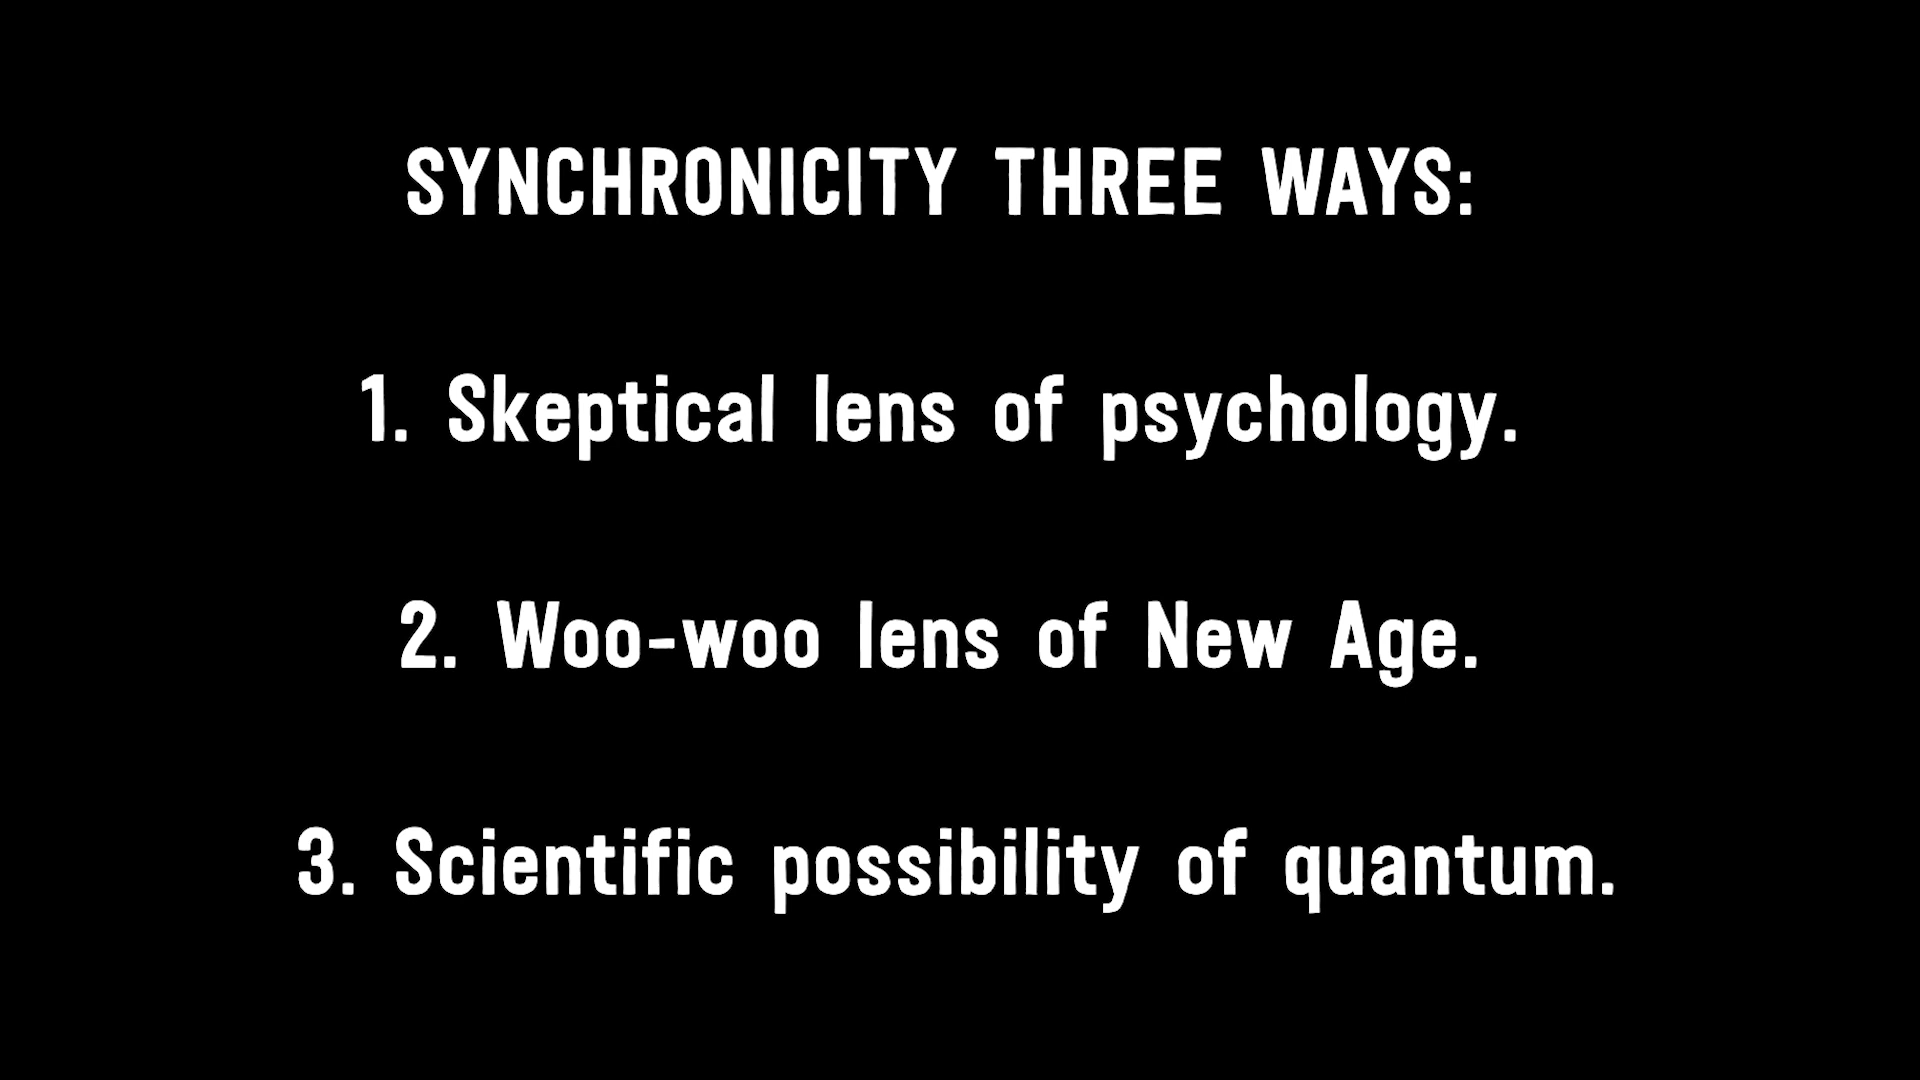 SYNCHRONICITY THREE WAYS:
1. Skeptical lens of psychology.
2. Woo-woo lens of New Age.
3. Scientific possibility of quantum.